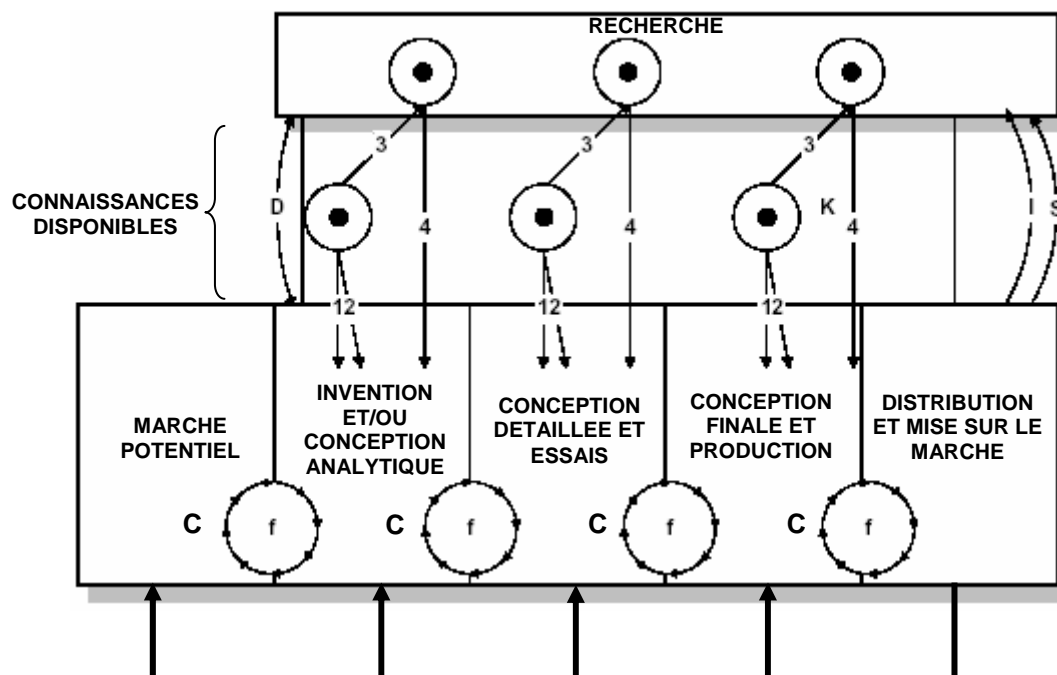 RECHERCHE
3 3 3
CONNAISSANCES
DISPONIBLES
D 4 4 K 4 I S
12 12 12
MARCHE
POTENTIEL
INVENTION
ET/OU
CONCEPTION
ANALYTIQUE
CONCEPTION
DETAILLEE ET
ESSAIS
CONCEPTION
FINALE ET
PRODUCTION
DISTRIBUTION
ET MISE SUR LE
MARCHE
C f C f C f C f